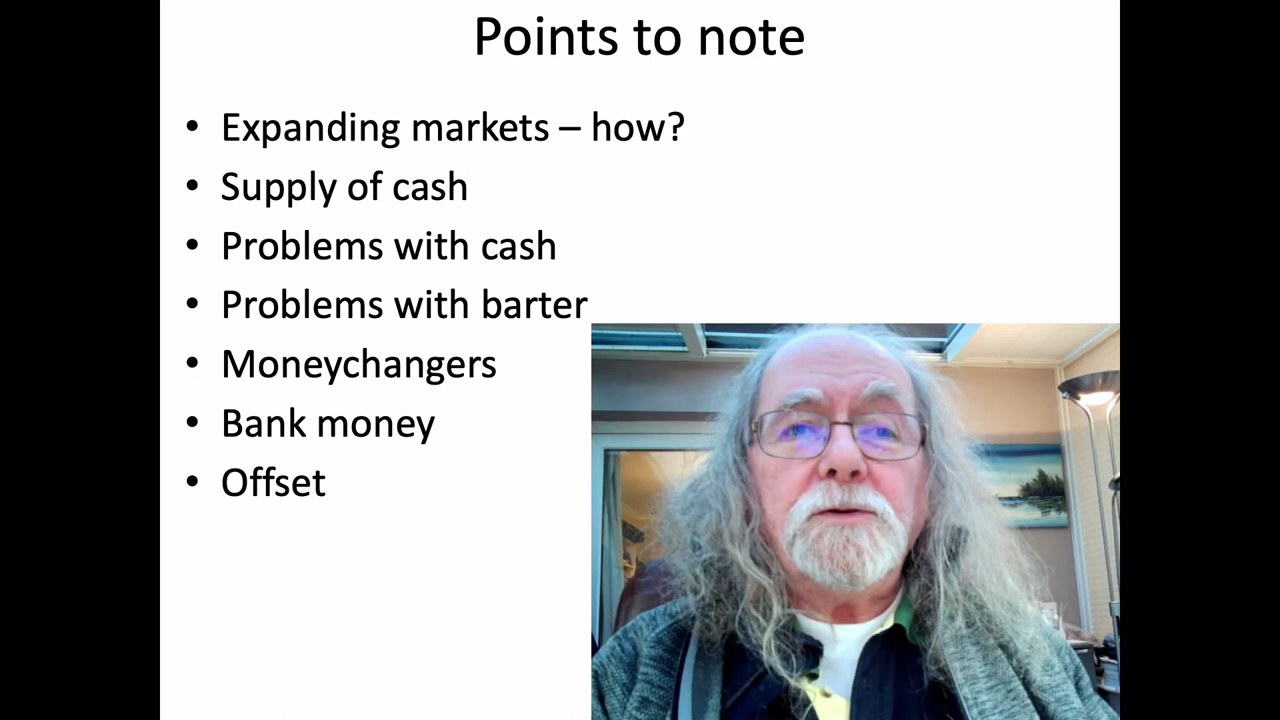 Points to note
• Expanding markets – how?
• Supply of cash
• Problems with cash
• Problems with barter
• Moneychangers
• Bank money
• Offset